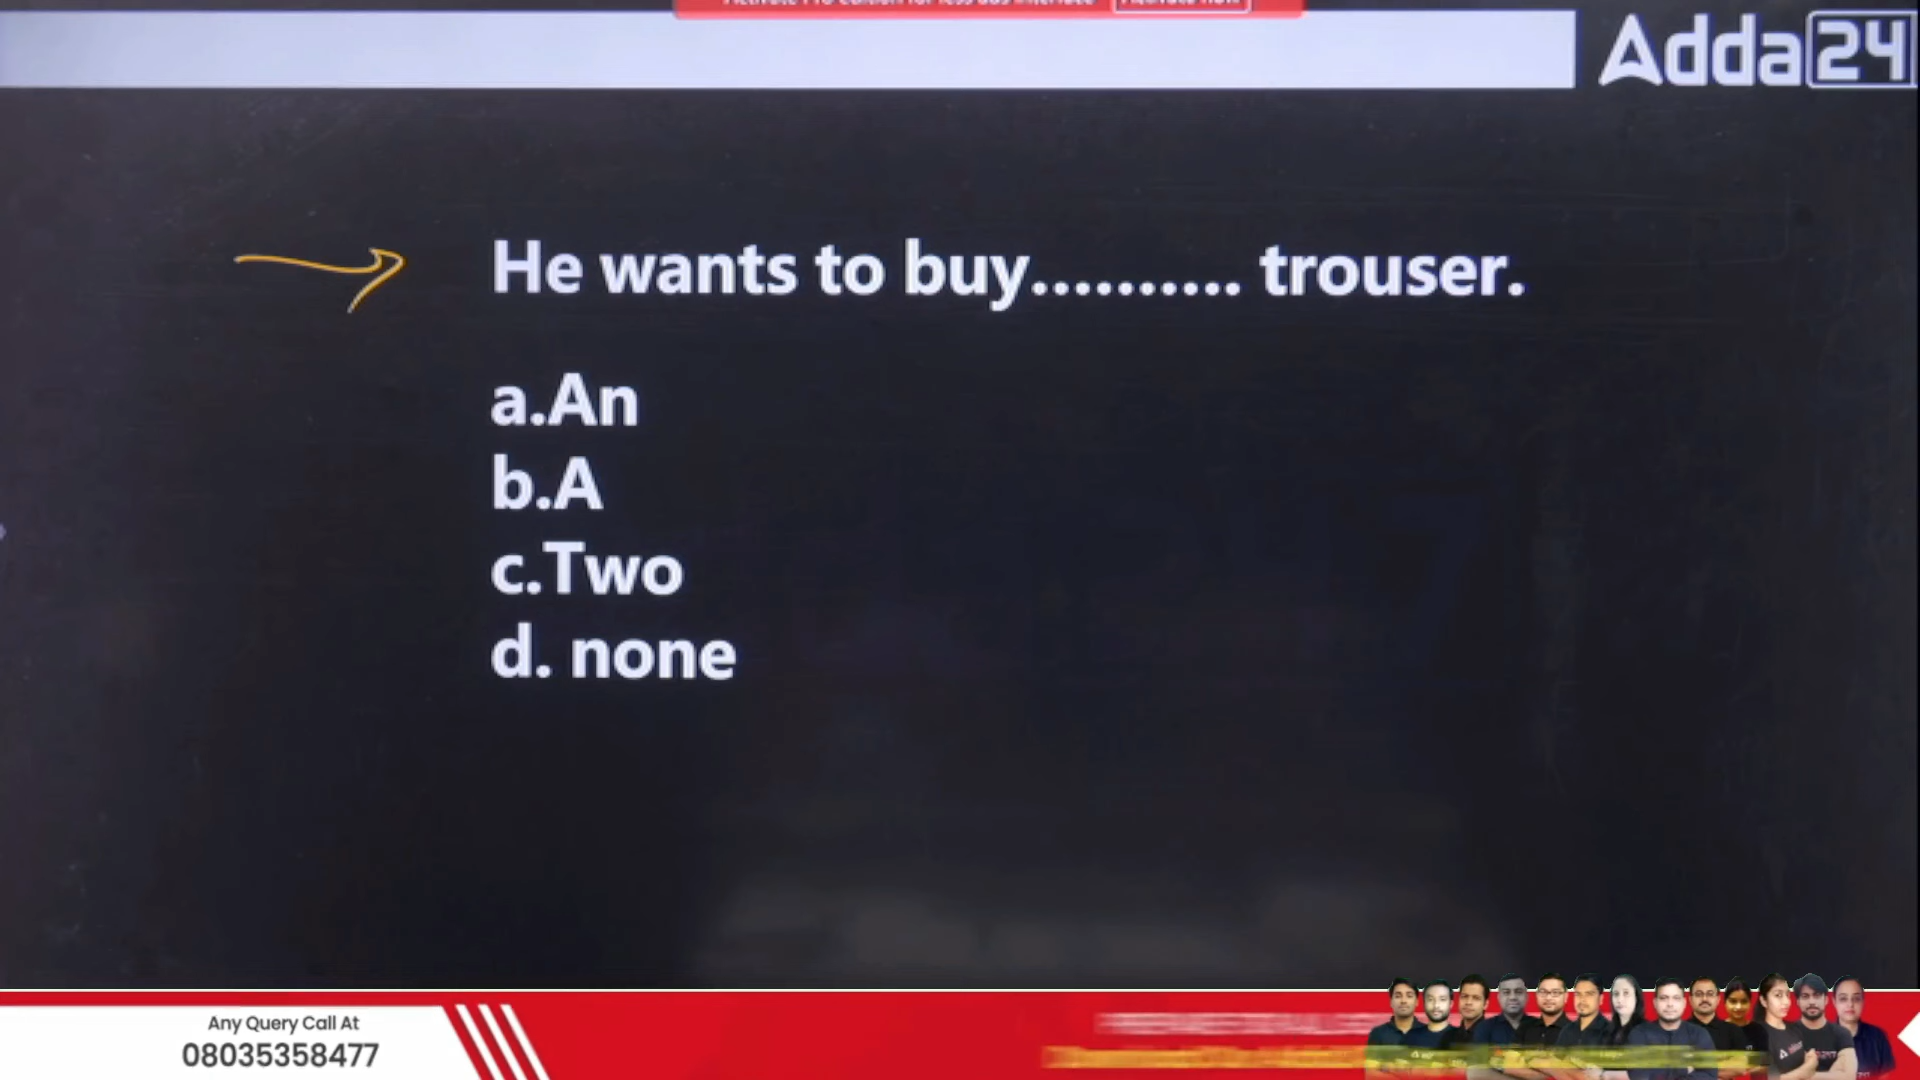 Adda24
He wants to buy.......... trouser.
a.An
b.A
c.Two
d. none
Any Query Call At
08035358477